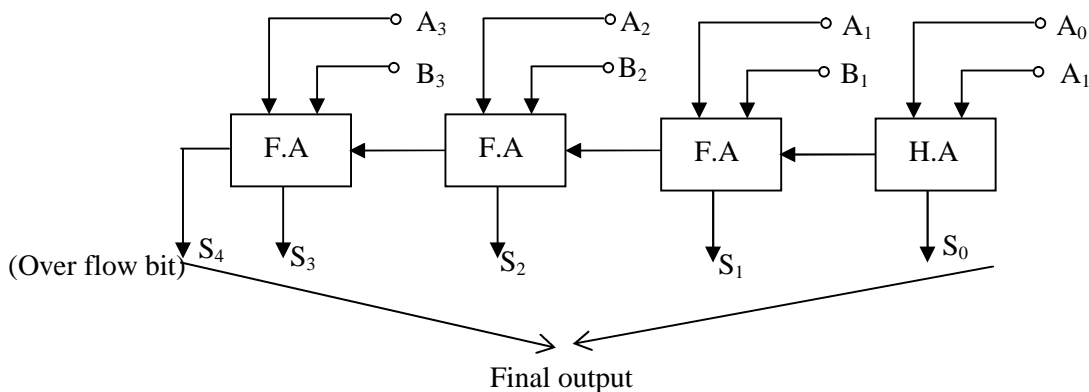 A₃ A₂ A₁ A₀
B₃ B₂ B₁ A₁
F.A F.A F.A H.A
S₄ S₃ S₂ S₁ S₀
(Over flow bit)
Final output